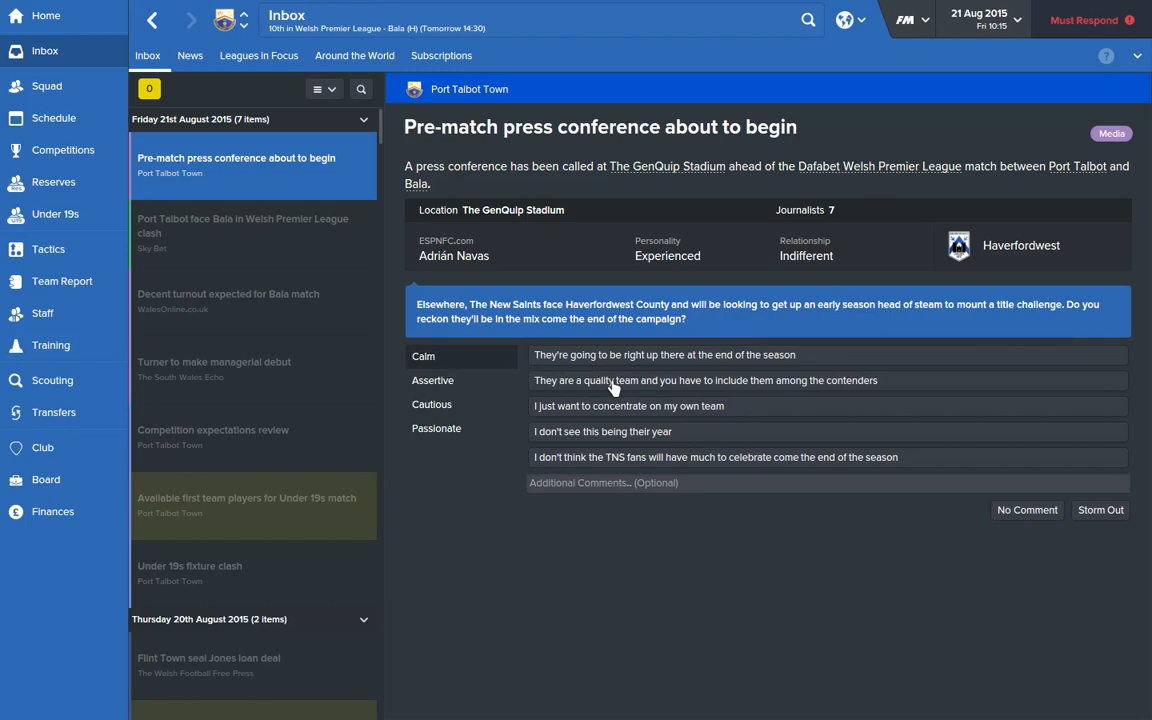 Home
Inbox
Squad
Schedule
Competitions
Reserves
Under 19s
Tactics
Team Report
Staff
Training
Scouting
Transfers
Club
Board
Finances
Inbox
10th in Welsh Premier League - Bala (H) (Tomorrow 14:30)
FM
21 Aug 2015
Fri 10:15
Must Respond
Inbox News Leagues in Focus Around the World Subscriptions
?
0
Friday 21st August 2015 (7 items)
Pre-match press conference about to begin
Port Talbot Town
Port Talbot face Bala in Welsh Premier League
clash
Sky Bet
Decent turnout expected for Bala match
WalesOnline.co.uk
Turner to make managerial debut
The South Wales Echo
Competition expectations review
Port Talbot Town
Available first team players for Under 19s match
Port Talbot Town
Under 19s fixture clash
Port Talbot Town
Thursday 20th August 2015 (2 items)
Flint Town seal Jones loan deal
The Welsh Football Free Press
Port Talbot Town
Pre-match press conference about to begin
Media
A press conference has been called at The GenQuip Stadium ahead of the Dafabet Welsh Premier League match between Port Talbot and
Bala.
Location The GenQuip Stadium Journalists 7
ESPNFC.com Personality Relationship
Adrián Navas Experienced Indifferent Haverfordwest
Elsewhere, The New Saints face Haverfordwest County and will be looking to get up an early season head of steam to mount a title challenge. Do you
reckon they'll be in the mix come the end of the campaign?
Calm
Assertive
Cautious
Passionate
They're going to be right up there at the end of the season
They are a quality team and you have to include them among the contenders
I just want to concentrate on my own team
I don't see this being their year
I don't think the TNS fans will have much to celebrate come the end of the season
Additional Comments.. (Optional)
No Comment Storm Out